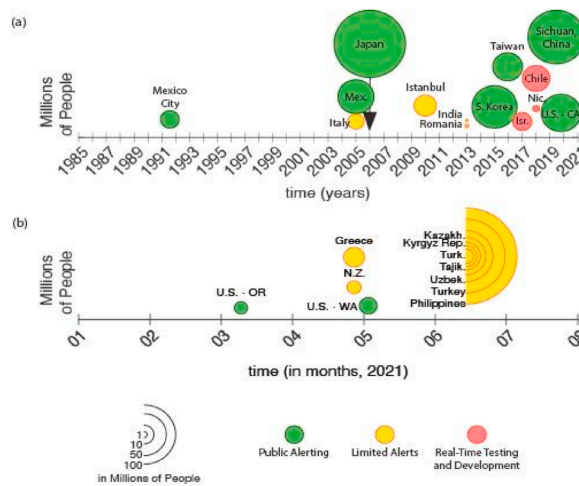 (a)
Japan
Sichuan,
China
Taiwan
Mexico
City
Mex.
Istanbul
Chile
S. Korea
Nic.
India
Romania
Italy
Isr.
U.S. - CA
Millions
of People
1985
1987
1989
1991
1993
1995
1997
1999
2001
2003
2005
2007
2009
2011
2013
2015
2017
2019
2021
time (years)
(b)
Millions
of People
U.S. - OR
Greece
N.Z.
U.S. - WA
Kazakh.
Kyrgyz Rep.
Turk.
Tajik.
Uzbek.
Turkey
Philippines
01
02
03
04
05
06
07
08
time (in months, 2021)
1
10
50
100
in Millions of People
Public Alerting
Limited Alerts
Real-Time Testing
and Development